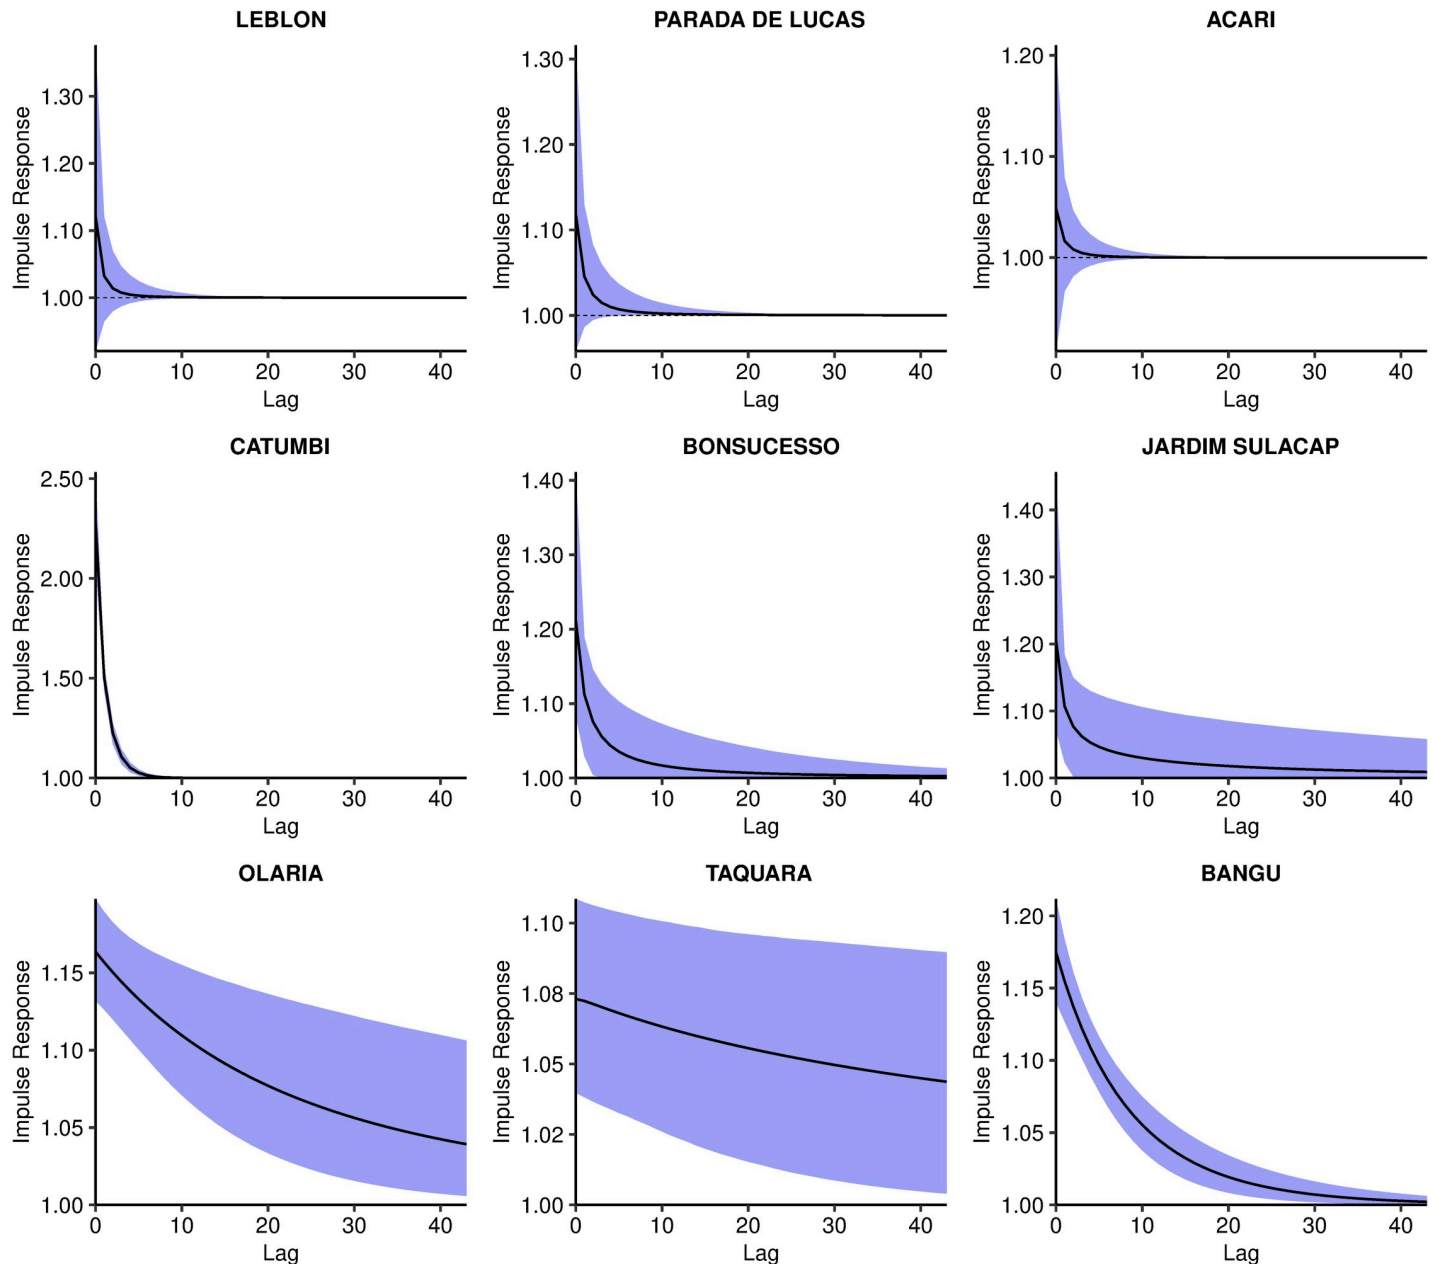 LEBLON
PARADA DE LUCAS
ACARI
Impulse Response
1.30
1.20
1.10
1.00
0 10 20 30 40
Lag
Impulse Response
1.30
1.20
1.10
1.00
0 10 20 30 40
Lag
Impulse Response
1.20
1.10
1.00
0 10 20 30 40
Lag
CATUMBI
BONSUCESSO
JARDIM SULACAP
Impulse Response
2.50
2.00
1.50
1.00
0 10 20 30 40
Lag
Impulse Response
1.40
1.30
1.20
1.10
1.00
0 10 20 30 40
Lag
Impulse Response
1.40
1.30
1.20
1.10
1.00
0 10 20 30 40
Lag
OLARIA
TAQUARA
BANGU
Impulse Response
1.15
1.10
1.05
1.00
0 10 20 30 40
Lag
Impulse Response
1.10
1.08
1.05
1.02
1.00
0 10 20 30 40
Lag
Impulse Response
1.20
1.15
1.10
1.05
1.00
0 10 20 30 40
Lag